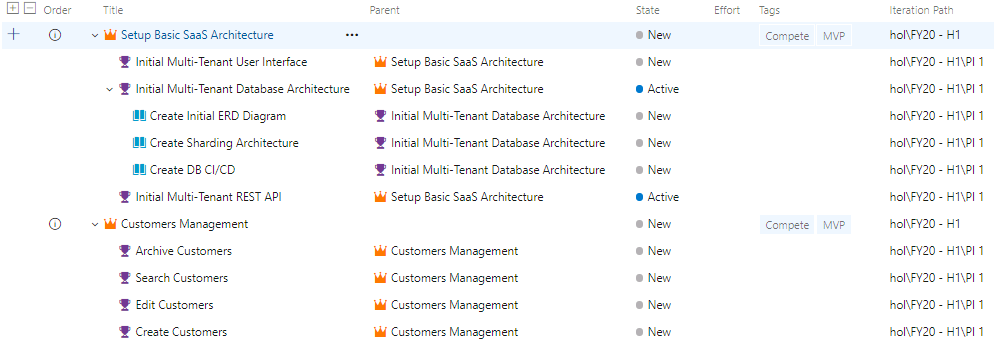 Order Title Parent State Effort Tags Iteration Path
Setup Basic SaaS Architecture ••• New Compete MVP hol\FY20 - H1
Initial Multi-Tenant User Interface Setup Basic SaaS Architecture New hol\FY20 - H1\PI 1
Initial Multi-Tenant Database Architecture Setup Basic SaaS Architecture Active hol\FY20 - H1\PI 1
Create Initial ERD Diagram Initial Multi-Tenant Database Architecture New hol\FY20 - H1\PI 1
Create Sharding Architecture Initial Multi-Tenant Database Architecture New hol\FY20 - H1\PI 1
Create DB CI/CD Initial Multi-Tenant Database Architecture New hol\FY20 - H1\PI 1
Initial Multi-Tenant REST API Setup Basic SaaS Architecture Active hol\FY20 - H1\PI 1
Customers Management New Compete MVP hol\FY20 - H1
Archive Customers Customers Management New hol\FY20 - H1\PI 1
Search Customers Customers Management New hol\FY20 - H1\PI 1
Edit Customers Customers Management New hol\FY20 - H1\PI 1
Create Customers Customers Management New hol\FY20 - H1\PI 1